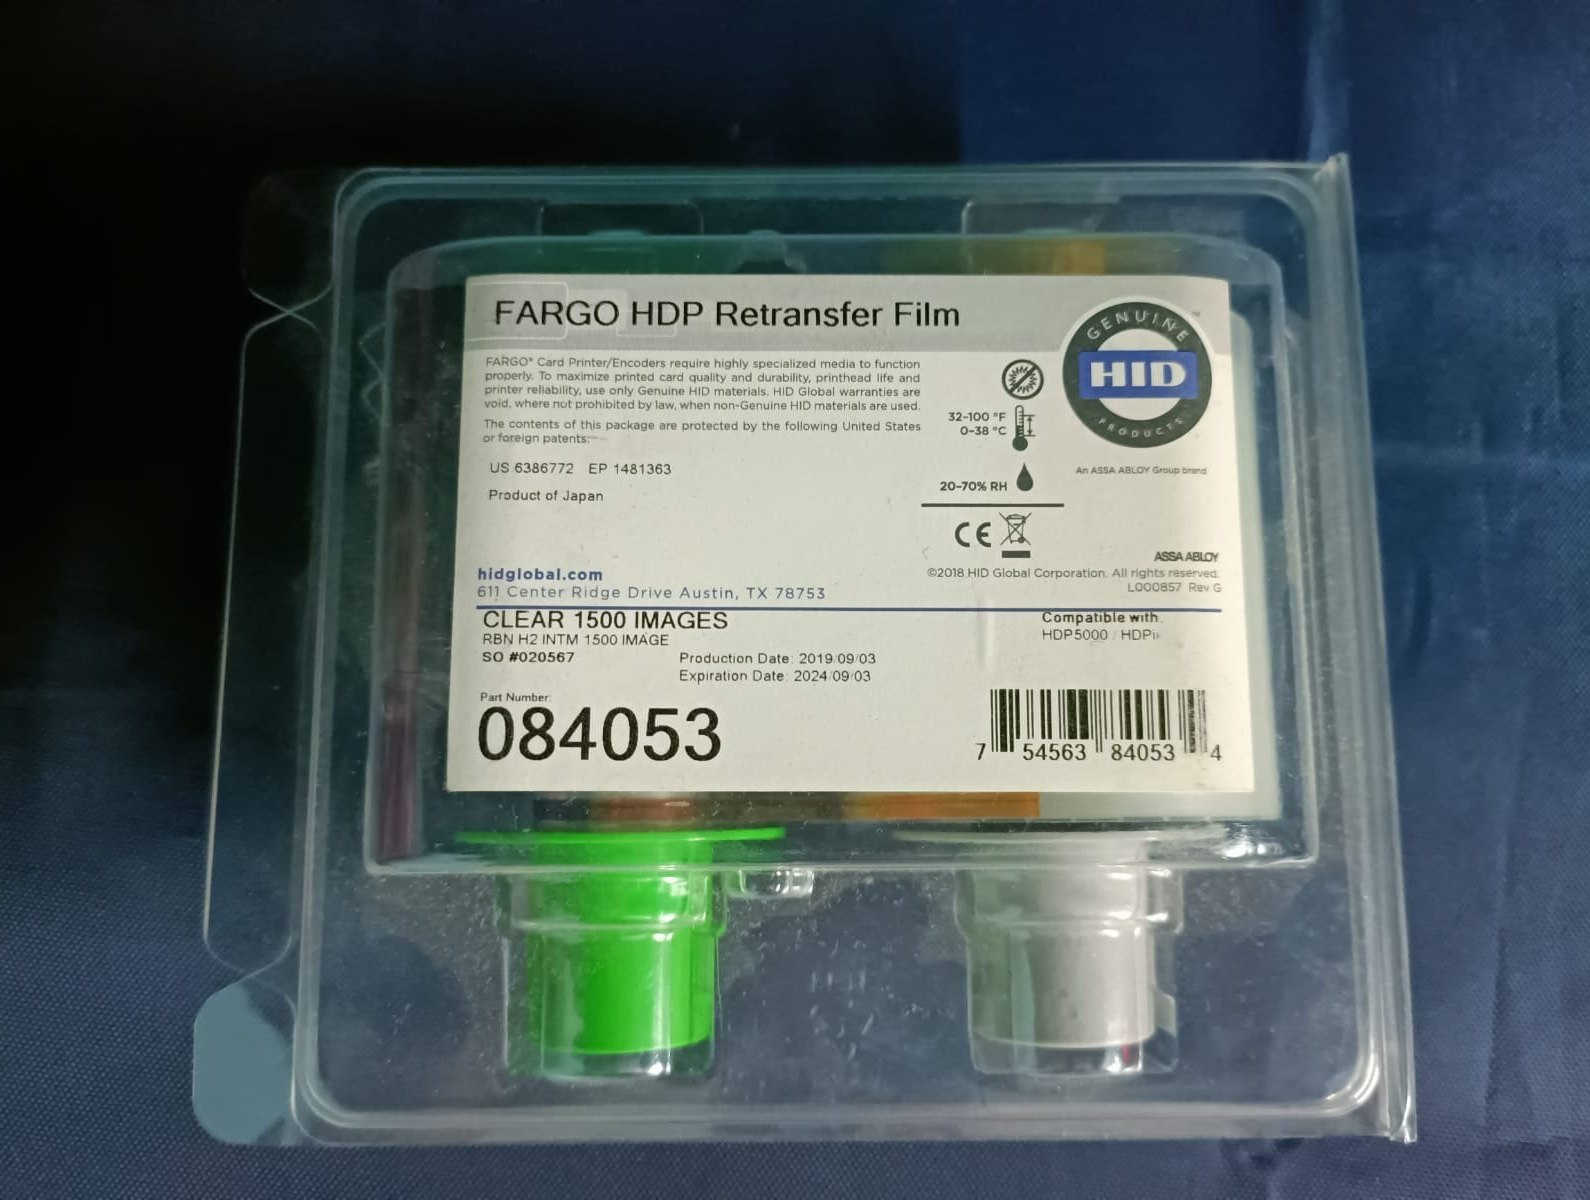 FARGO HDP Retransfer Film
GENUINE
HID
PRODUCTS
™
An ASSA ABLOY Group brand
FARGO® Card Printer/Encoders require highly specialized media to function
properly. To maximize printed card quality and durability, printhead life and
printer reliability, use only Genuine HID materials. HID Global warranties are
void, where not prohibited by law, when non-Genuine HID materials are used.
The contents of this package are protected by the following United States
or foreign patents:
US 6386772 EP 1481363
Product of Japan
32-100 °F
0-38 °C
20-70% RH
CE
ASSA ABLOY
©2018 HID Global Corporation. All rights reserved.
L000857 Rev G
hidglobal.com
611 Center Ridge Drive Austin, TX 78753
CLEAR 1500 IMAGES
RBN H2 INTM 1500 IMAGE
SO #020567
Production Date: 2019/09/03
Expiration Date: 2024/09/03
Compatible with:
HDP5000 / HDPii
Part Number:
084053
7 54563 84053 4